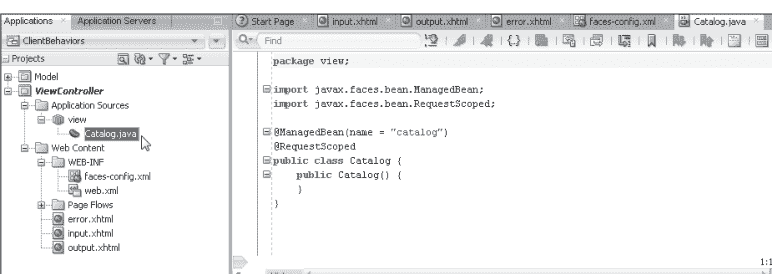 Applications
Application Servers
Start Page
input.xhtml
output.xhtml
error.xhtml
faces-config.xml
Catalog.java
ClientBehaviors
Find
Projects
Model
ViewController
Application Sources
view
Catalog.java
Web Content
WEB-INF
faces-config.xml
web.xml
Page Flows
error.xhtml
input.xhtml
output.xhtml
package view;
import javax.faces.bean.ManagedBean;
import javax.faces.bean.RequestScoped;
@ManagedBean(name = "catalog")
@RequestScoped
public class Catalog {
public Catalog() {
}
}
1:1